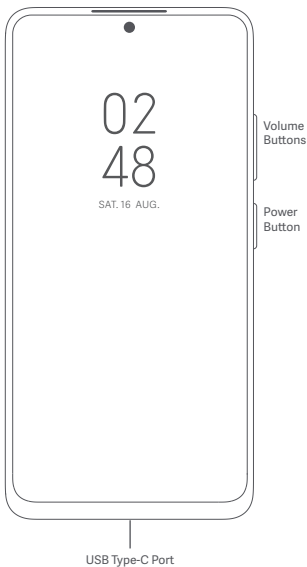 02
48
SAT. 16 AUG.
Volume
Buttons
Power
Button
USB Type-C Port